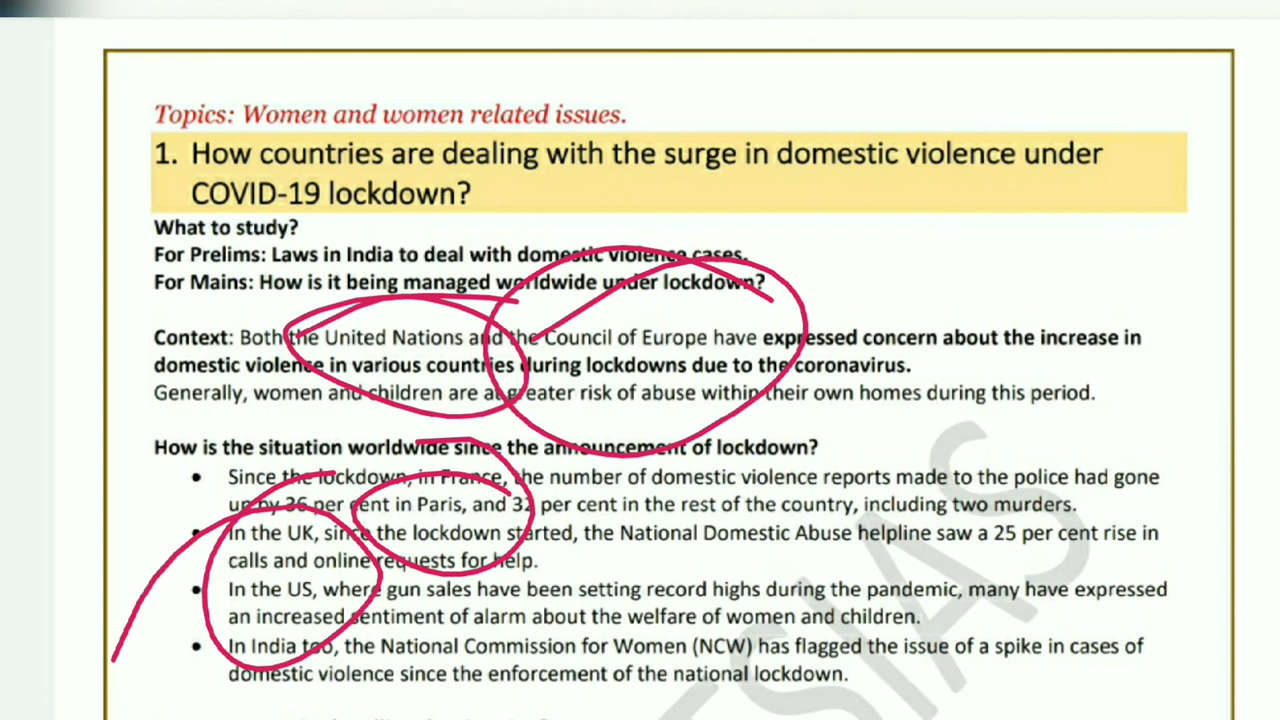 Topics: Women and women related issues.
1. How countries are dealing with the surge in domestic violence under
COVID-19 lockdown?
What to study?
For Prelims: Laws in India to deal with domestic violence cases.
For Mains: How is it being managed worldwide under lockdown?
Context: Both the United Nations and the Council of Europe have expressed concern about the increase in
domestic violence in various countries during lockdowns due to the coronavirus.
Generally, women and children are at greater risk of abuse within their own homes during this period.
How is the situation worldwide since the announcement of lockdown?
• Since the lockdown, in France, the number of domestic violence reports made to the police had gone
up by 36 per cent in Paris, and 32 per cent in the rest of the country, including two murders.
• In the UK, since the lockdown started, the National Domestic Abuse helpline saw a 25 per cent rise in
calls and online requests for help.
• In the US, where gun sales have been setting record highs during the pandemic, many have expressed
an increased sentiment of alarm about the welfare of women and children.
• In India too, the National Commission for Women (NCW) has flagged the issue of a spike in cases of
domestic violence since the enforcement of the national lockdown.